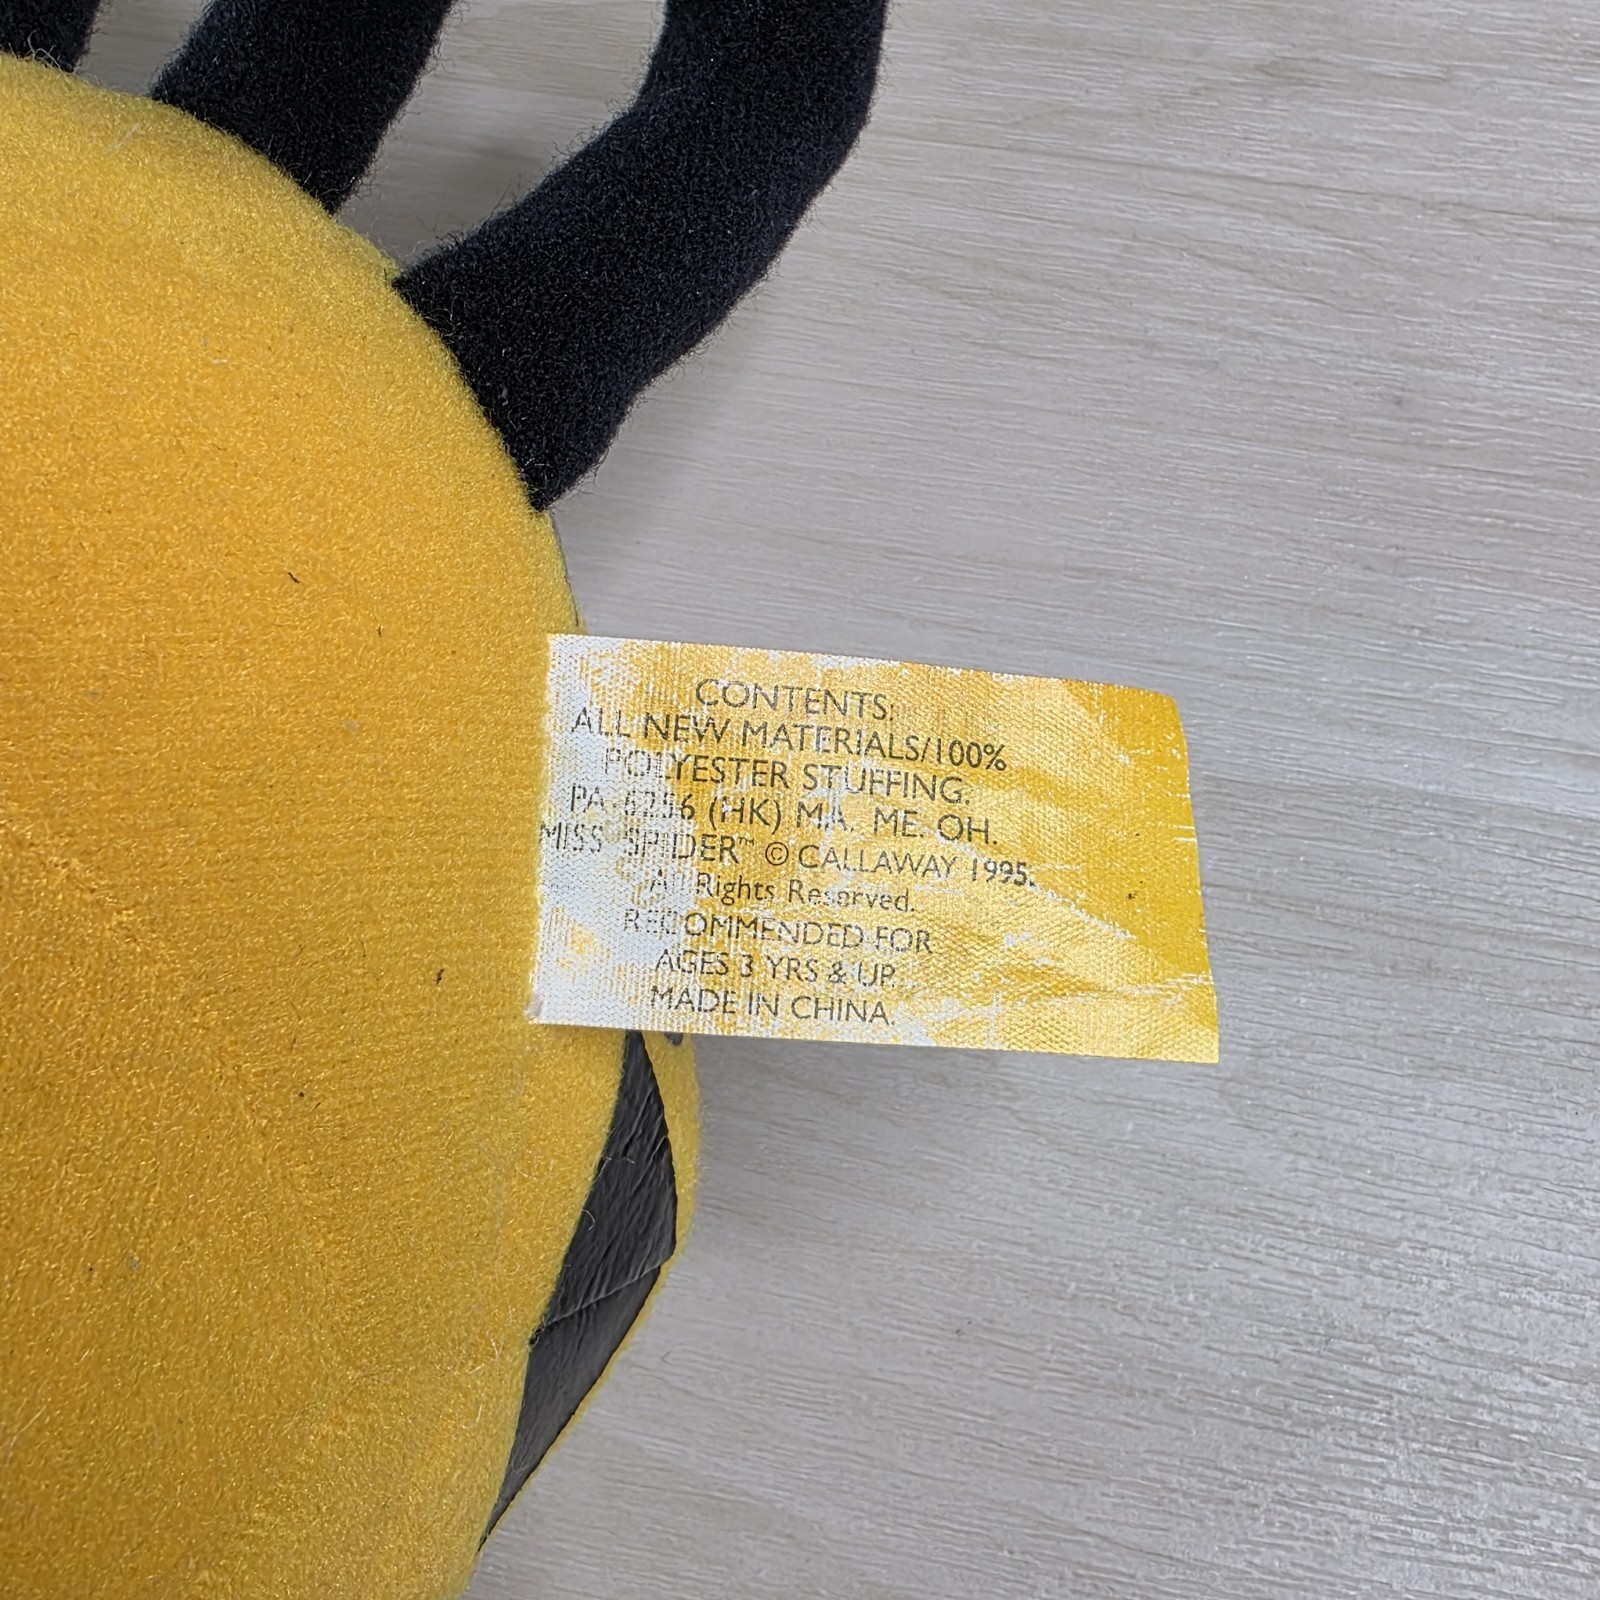 CONTENTS:
ALL NEW MATERIALS/100%
POLYESTER STUFFING.
PA-6256 (HK) MA. ME. OH.
MISS SPIDER™ © CALLAWAY 1995.
All Rights Reserved.
RECOMMENDED FOR
AGES 3 YRS & UP.
MADE IN CHINA.